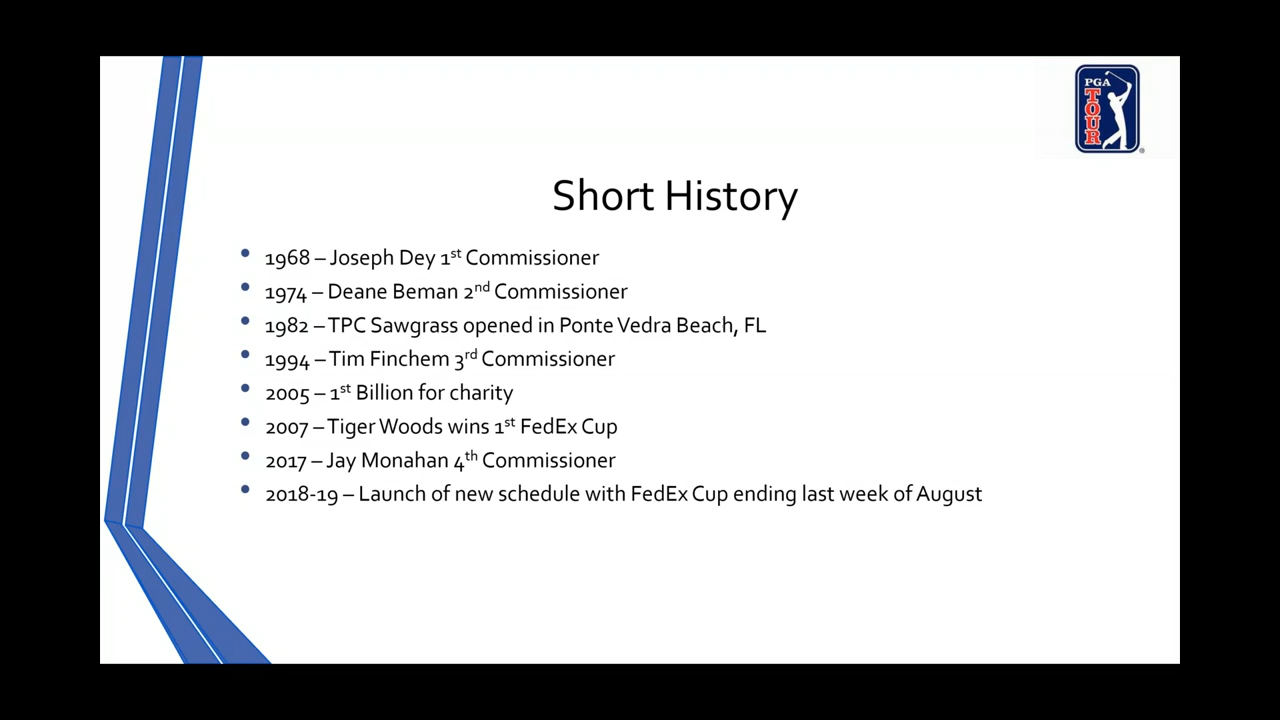 PGA
TOUR
®
Short History
• 1968 – Joseph Dey 1st Commissioner
• 1974 – Deane Beman 2nd Commissioner
• 1982 – TPC Sawgrass opened in Ponte Vedra Beach, FL
• 1994 – Tim Finchem 3rd Commissioner
• 2005 – 1st Billion for charity
• 2007 – Tiger Woods wins 1st FedEx Cup
• 2017 – Jay Monahan 4th Commissioner
• 2018-19 – Launch of new schedule with FedEx Cup ending last week of August